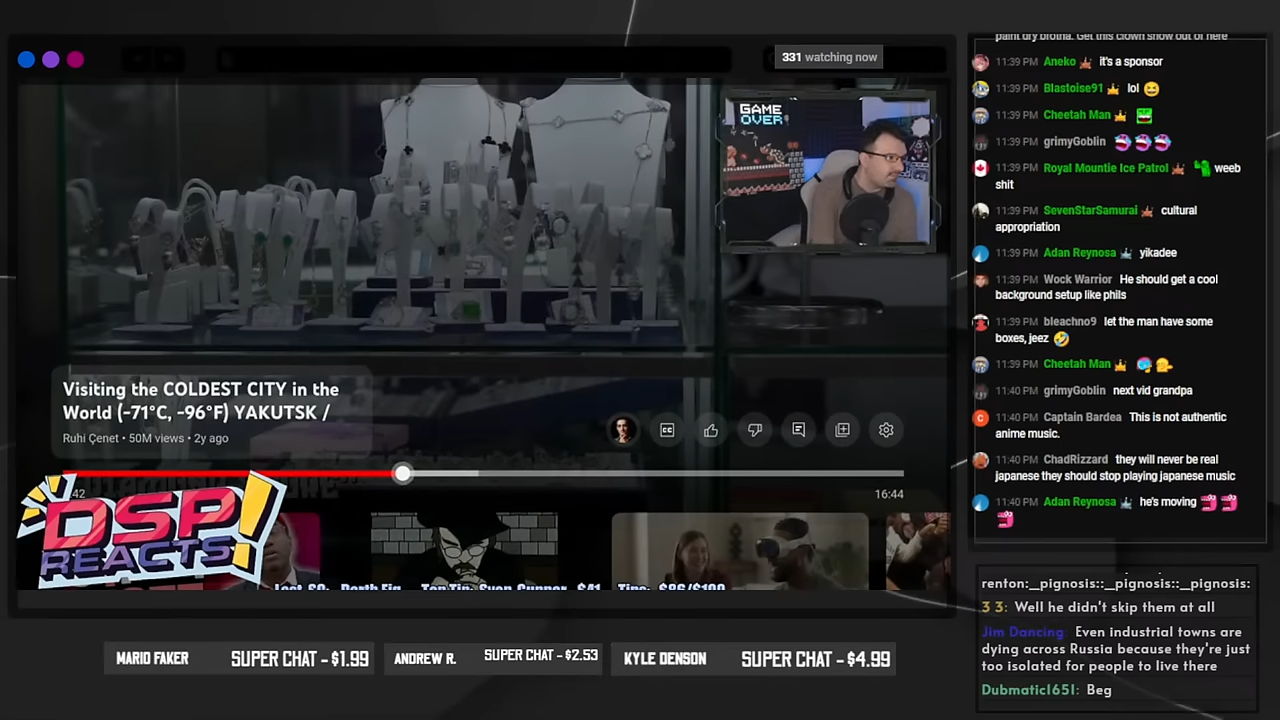 331 watching now
GAME
OVER
Visiting the COLDEST CITY in the
World (-71°C, -96°F) YAKUTSK /
Ruhi Çenet • 50M views • 2y ago
CC
42
16:44
DSP
REACTS!
Top Tip: Sven Gunnar $41
Tips: $86/$100
MARIO FAKER SUPER CHAT - $1.99
ANDREW R. SUPER CHAT - $2.53
KYLE DENSON SUPER CHAT - $4.99
paint dry brotha. Get this clown show out of here
11:39 PM Aneko it's a sponsor
11:39 PM Blastoise91 lol
11:39 PM Cheetah Man
11:39 PM grimyGoblin
11:39 PM Royal Mountie Ice Patrol weeb
shit
11:39 PM SevenStarSamurai cultural
appropriation
11:39 PM Adan Reynosa yikadee
11:39 PM Wock Warrior He should get a cool
background setup like phils
11:39 PM bleachno9 let the man have some
boxes, jeez
11:39 PM Cheetah Man
11:40 PM grimyGoblin next vid grandpa
C 11:40 PM Captain Bardea This is not authentic
anime music.
11:40 PM ChadRizzard they will never be real
japanese they should stop playing japanese music
11:40 PM Adan Reynosa he's moving
renton:_pignosis::_pignosis::_pignosis:
3 3: Well he didn't skip them at all
Jim Dancing: Even industrial towns are
dying across Russia because they're just
too isolated for people to live there
Dubmatic1651: Beg